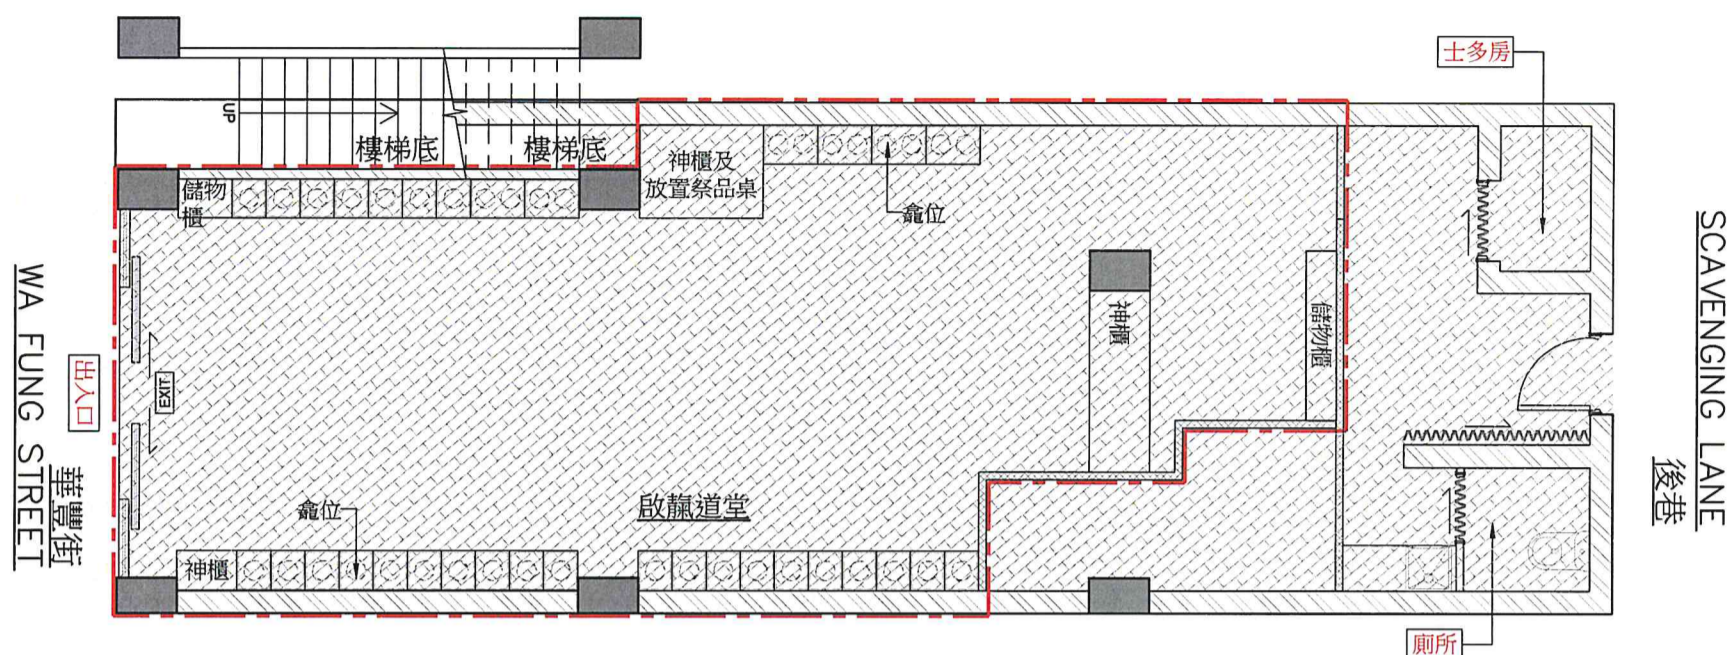 士多房
UP
樓梯底
樓梯底
神櫃及
放置祭品桌
儲物
櫃
龕位
神櫃
儲物櫃
WA FUNG STREET
華豐街
出入口
EXIT
SCAVENGING LANE
後巷
龕位
啟龍道堂
神櫃
廁所